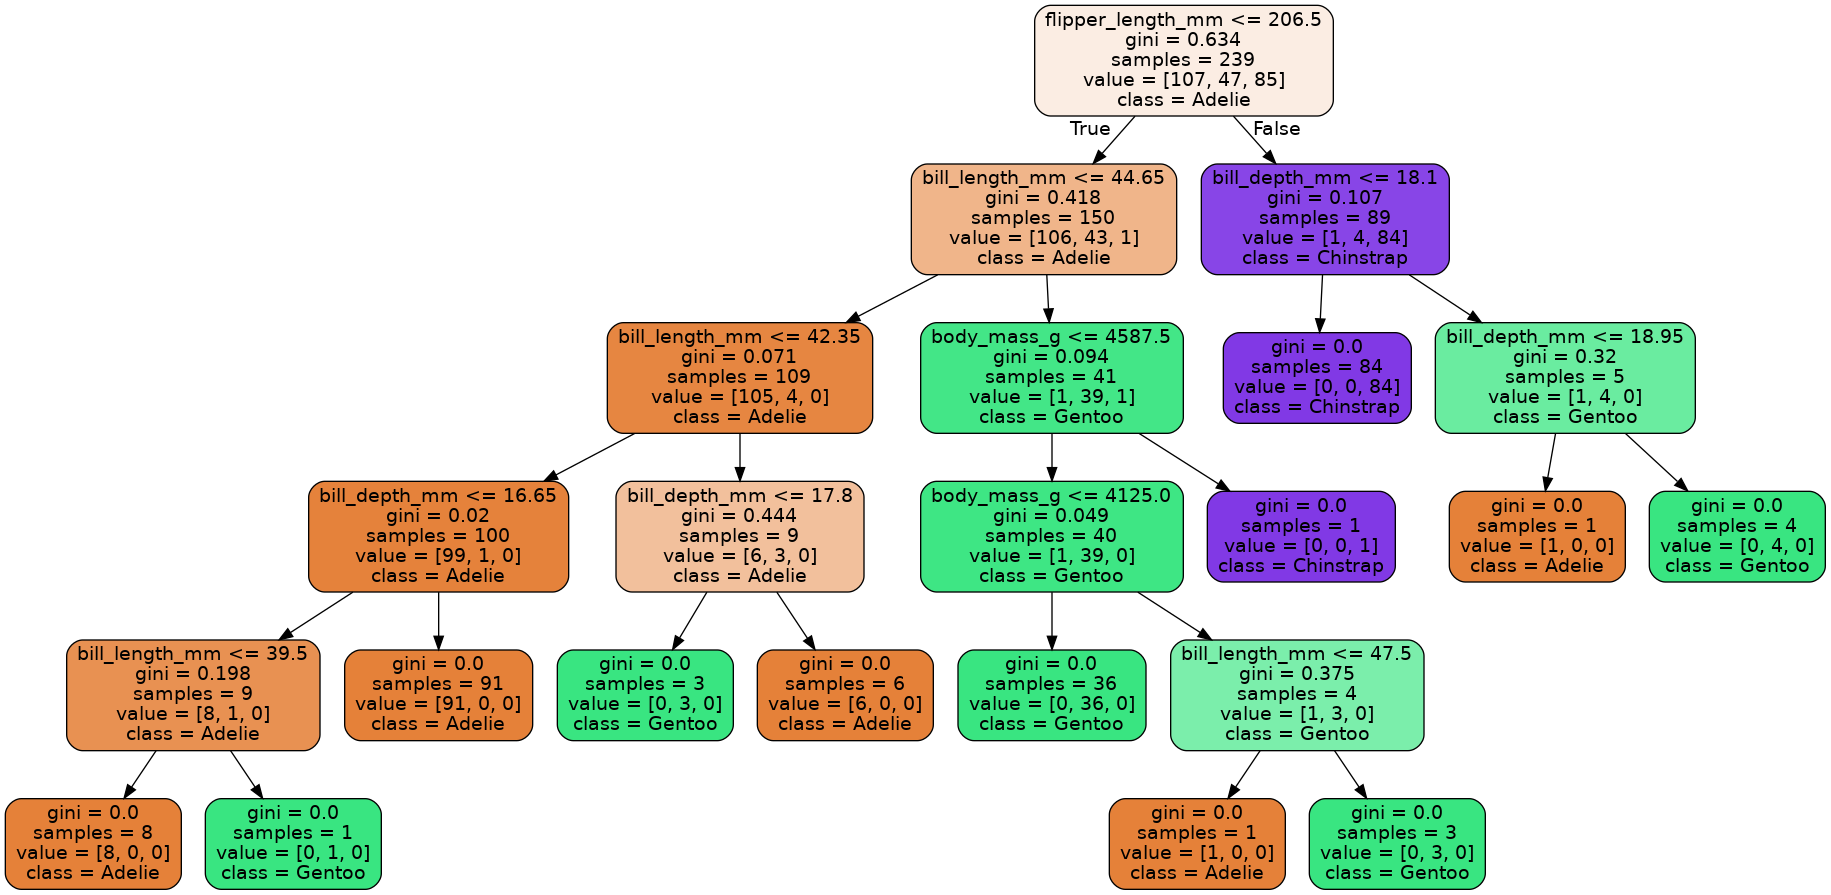 flipper_length_mm <= 206.5
gini = 0.634
samples = 239
value = [107, 47, 85]
class = Adelie
True
False
bill_length_mm <= 44.65
gini = 0.418
samples = 150
value = [106, 43, 1]
class = Adelie
bill_depth_mm <= 18.1
gini = 0.107
samples = 89
value = [1, 4, 84]
class = Chinstrap
bill_length_mm <= 42.35
gini = 0.071
samples = 109
value = [105, 4, 0]
class = Adelie
body_mass_g <= 4587.5
gini = 0.094
samples = 41
value = [1, 39, 1]
class = Gentoo
gini = 0.0
samples = 84
value = [0, 0, 84]
class = Chinstrap
bill_depth_mm <= 18.95
gini = 0.32
samples = 5
value = [1, 4, 0]
class = Gentoo
bill_depth_mm <= 16.65
gini = 0.02
samples = 100
value = [99, 1, 0]
class = Adelie
bill_depth_mm <= 17.8
gini = 0.444
samples = 9
value = [6, 3, 0]
class = Adelie
body_mass_g <= 4125.0
gini = 0.049
samples = 40
value = [1, 39, 0]
class = Gentoo
gini = 0.0
samples = 1
value = [0, 0, 1]
class = Chinstrap
gini = 0.0
samples = 1
value = [1, 0, 0]
class = Adelie
gini = 0.0
samples = 4
value = [0, 4, 0]
class = Gentoo
bill_length_mm <= 39.5
gini = 0.198
samples = 9
value = [8, 1, 0]
class = Adelie
gini = 0.0
samples = 91
value = [91, 0, 0]
class = Adelie
gini = 0.0
samples = 3
value = [0, 3, 0]
class = Gentoo
gini = 0.0
samples = 6
value = [6, 0, 0]
class = Adelie
gini = 0.0
samples = 36
value = [0, 36, 0]
class = Gentoo
bill_length_mm <= 47.5
gini = 0.375
samples = 4
value = [1, 3, 0]
class = Gentoo
gini = 0.0
samples = 8
value = [8, 0, 0]
class = Adelie
gini = 0.0
samples = 1
value = [0, 1, 0]
class = Gentoo
gini = 0.0
samples = 1
value = [1, 0, 0]
class = Adelie
gini = 0.0
samples = 3
value = [0, 3, 0]
class = Gentoo